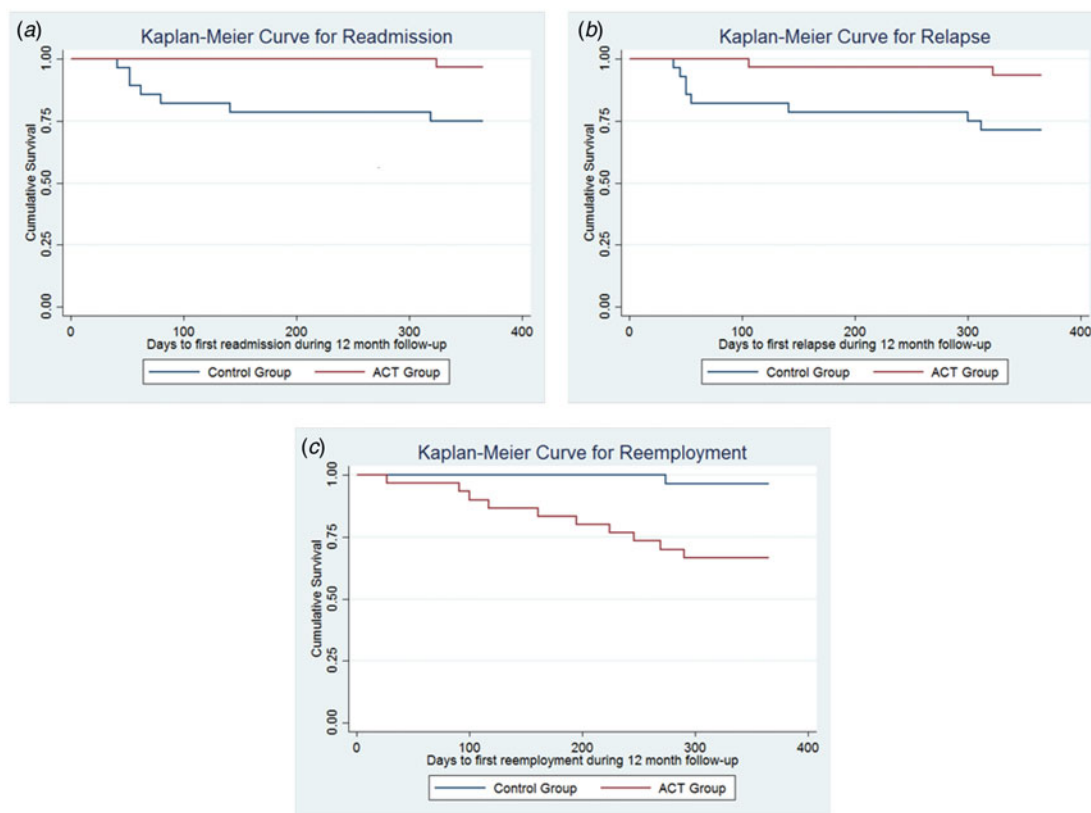 (a)
Kaplan-Meier Curve for Readmission
Cumulative Survival
1.00
0.75
0.50
0.25
0.00
0
100
200
300
400
Days to first readmission during 12 month follow-up
Control Group
ACT Group
(b)
Kaplan-Meier Curve for Relapse
Cumulative Survival
1.00
0.75
0.50
0.25
0.00
0
100
200
300
400
Days to first relapse during 12 month follow-up
Control Group
ACT Group
(c)
Kaplan-Meier Curve for Reemployment
Cumulative Survival
1.00
0.75
0.50
0.25
0.00
0
100
200
300
400
Days to first reemployment during 12 month follow-up
Control Group
ACT Group